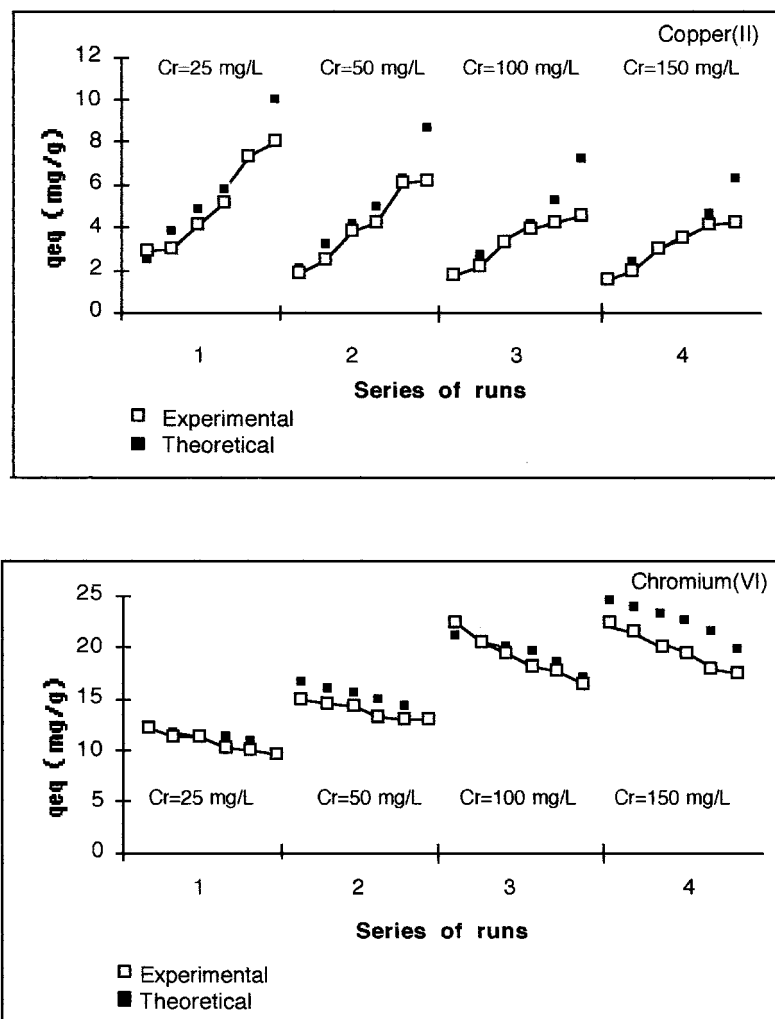 Copper(II)
Cr=25 mg/L Cr=50 mg/L Cr=100 mg/L Cr=150 mg/L
qeq (mg/g)
12
10
8
6
4
2
0
1 2 3 4
Series of runs
Experimental
Theoretical
Chromium(VI)
qeq (mg/g)
25
20
15
10
5
0
Cr=25 mg/L Cr=50 mg/L Cr=100 mg/L Cr=150 mg/L
1 2 3 4
Series of runs
Experimental
Theoretical